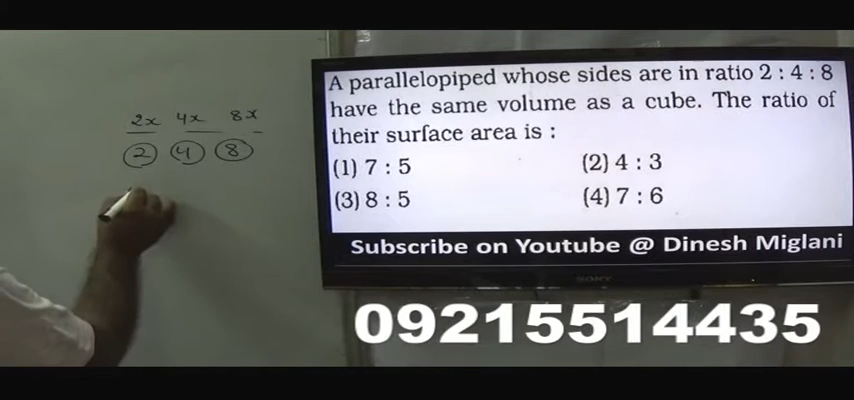 2x 4x 8x
2 4 8
A parallelopiped whose sides are in ratio 2 : 4 : 8
have the same volume as a cube. The ratio of
their surface area is :
(1) 7 : 5 (2) 4 : 3
(3) 8 : 5 (4) 7 : 6
Subscribe on Youtube @ Dinesh Miglani
SONY
09215514435